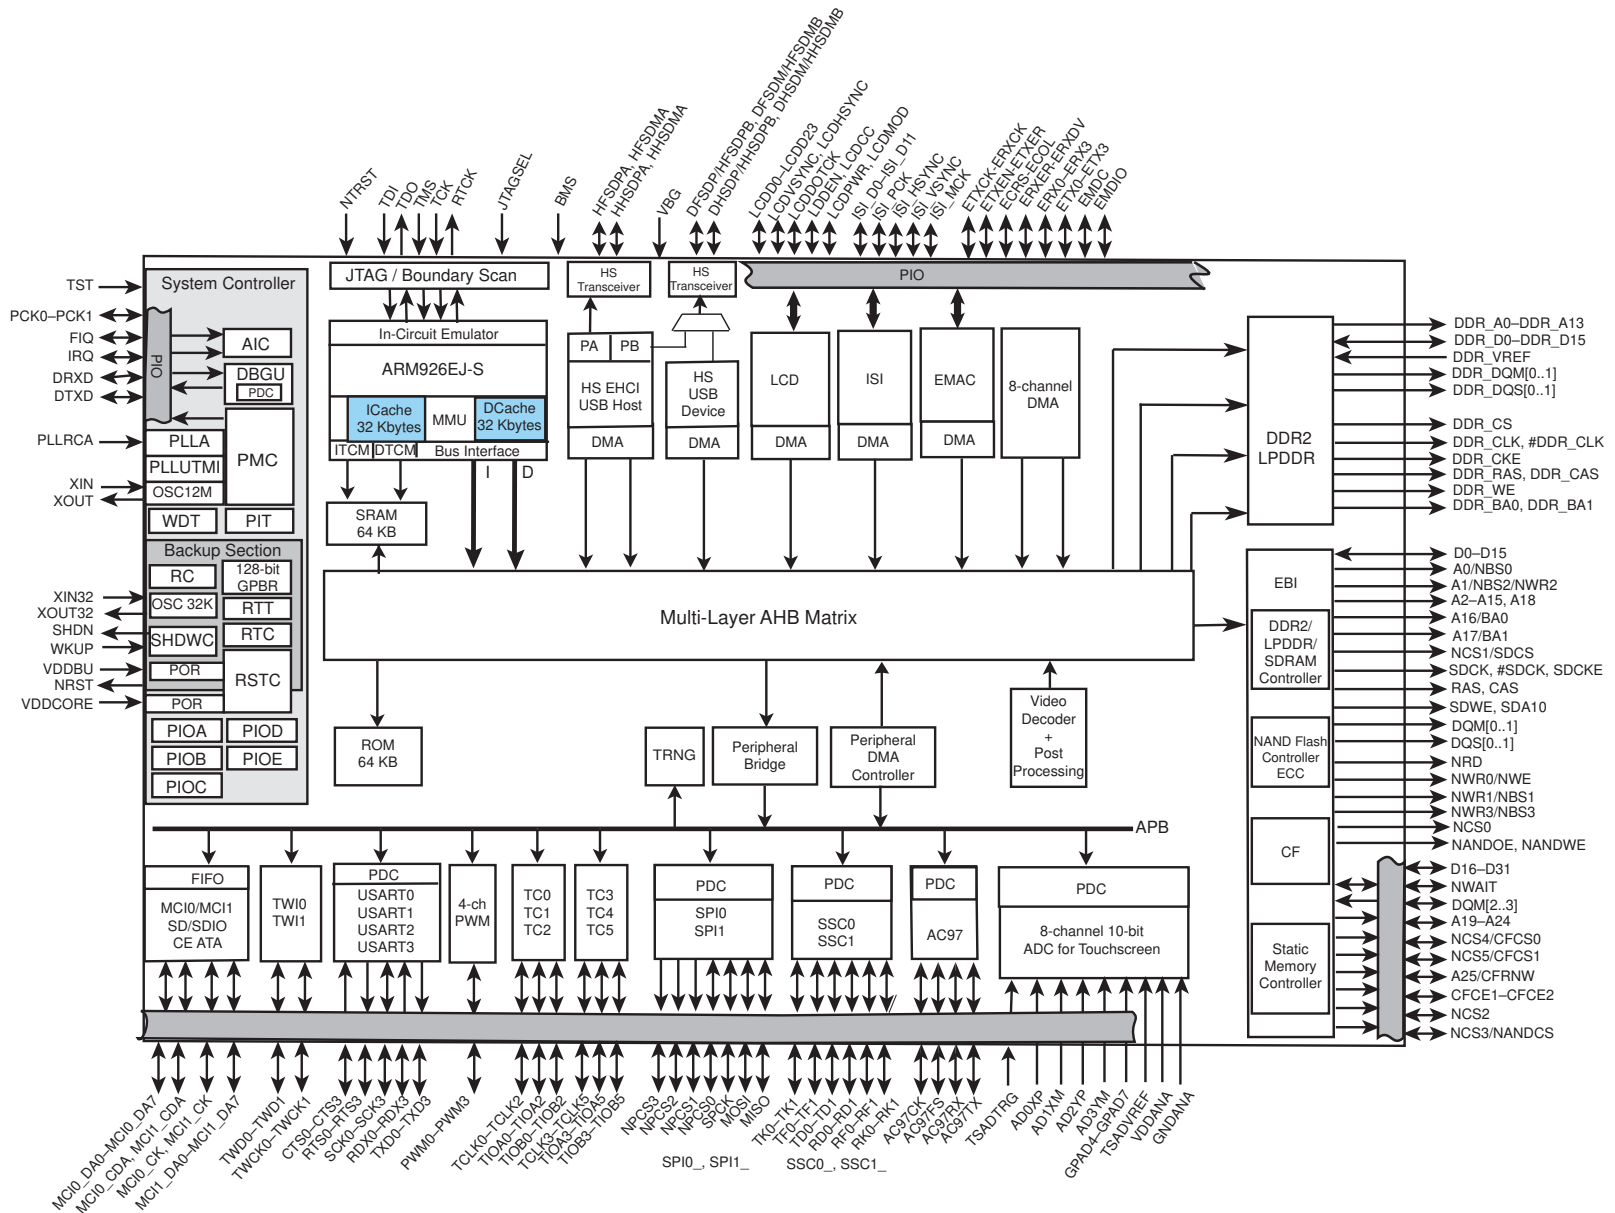 NTRST
TDI
TDO
TMS
TCK
RTCK
JTAGSEL
BMS
HFSDPA, HFSDMA
HHSDPA, HHSDMA
VBG
DFSDP/HFSDPB, DFSDM/HFSDMB
DHSDP/HHSDPB, DHSDM/HHSDMB
LCDD0–LCDD23
LCDVSYNC, LCDHSYNC
LCDDOTCK
LDDEN, LCDCC
LCDPWR, LCDMOD
ISI_D0–ISI_D11
ISI_PCK
ISI_HSYNC
ISI_VSYNC
ISI_MCK
ETXCK-ERXCK
ETXEN-ETXER
ECRS-ECOL
ERXER-ERXDV
ERX0–ERX3
ETX0–ETX3
EMDC
EMDIO
TST
PCK0–PCK1
FIQ
IRQ
DRXD
DTXD
PLLRCA
XIN
XOUT
XIN32
XOUT32
SHDN
WKUP
VDDBU
NRST
VDDCORE
System Controller
PIO
AIC
DBGU
PDC
PLLA
PLLUTMI
OSC12M
PMC
WDT
PIT
Backup Section
RC
128-bit
GPBR
OSC 32K
RTT
SHDWC
RTC
POR
RSTC
POR
PIOA
PIOD
PIOB
PIOE
PIOC
JTAG / Boundary Scan
In-Circuit Emulator
ARM926EJ-S
ICache
32 Kbytes
MMU
DCache
32 Kbytes
ITCM
DTCM
Bus Interface
I
D
SRAM
64 KB
HS
Transceiver
HS
Transceiver
PA
PB
HS EHCI
USB Host
DMA
HS
USB
Device
DMA
PIO
LCD
DMA
ISI
DMA
EMAC
DMA
8-channel
DMA
Multi-Layer AHB Matrix
ROM
64 KB
TRNG
Peripheral
Bridge
Peripheral
DMA
Controller
Video
Decoder
+
Post
Processing
APB
DDR2
LPDDR
EBI
DDR2/
LPDDR/
SDRAM
Controller
NAND Flash
Controller
ECC
CF
Static
Memory
Controller
DDR_A0–DDR_A13
DDR_D0–DDR_D15
DDR_VREF
DDR_DQM[0..1]
DDR_DQS[0..1]
DDR_CS
DDR_CLK, #DDR_CLK
DDR_CKE
DDR_RAS, DDR_CAS
DDR_WE
DDR_BA0, DDR_BA1
D0–D15
A0/NBS0
A1/NBS2/NWR2
A2–A15, A18
A16/BA0
A17/BA1
NCS1/SDCS
SDCK, #SDCK, SDCKE
RAS, CAS
SDWE, SDA10
DQM[0..1]
DQS[0..1]
NRD
NWR0/NWE
NWR1/NBS1
NWR3/NBS3
NCS0
NANDOE, NANDWE
D16–D31
NWAIT
DQM[2..3]
A19–A24
NCS4/CFCS0
NCS5/CFCS1
A25/CFRNW
CFCE1–CFCE2
NCS2
NCS3/NANDCS
FIFO
MCI0/MCI1
SD/SDIO
CE ATA
TWI0
TWI1
PDC
USART0
USART1
USART2
USART3
4-ch
PWM
TC0
TC1
TC2
TC3
TC4
TC5
PDC
SPI0
SPI1
PDC
SSC0
SSC1
PDC
AC97
PDC
8-channel 10-bit
ADC for Touchscreen
MCI0_DA0–MCI0_DA7
MCI0_CDA, MCI1_CDA
MCI0_CK, MCI1_CK
MCI1_DA0–MCI1_DA7
TWD0–TWD1
TWCK0–TWCK1
CTS0–CTS3
RTS0–RTS3
SCK0–SCK3
RDX0–RDX3
TXD0–TXD3
PWM0–PWM3
TCLK0–TCLK2
TIOA0–TIOA2
TIOB0–TIOB2
TCLK3–TCLK5
TIOA3–TIOA5
TIOB3–TIOB5
NPCS3
NPCS2
NPCS1
NPCS0
SPCK
MOSI
MISO
SPI0_, SPI1_
TK0–TK1
TF0–TF1
TD0–TD1
RD0–RD1
RF0–RF1
RK0–RK1
SSC0_, SSC1_
AC97CK
AC97FS
AC97RX
AC97TX
TSADTRG
AD0XP
AD1XM
AD2YP
AD3YM
GPAD4–GPAD7
TSADVREF
VDDANA
GNDANA